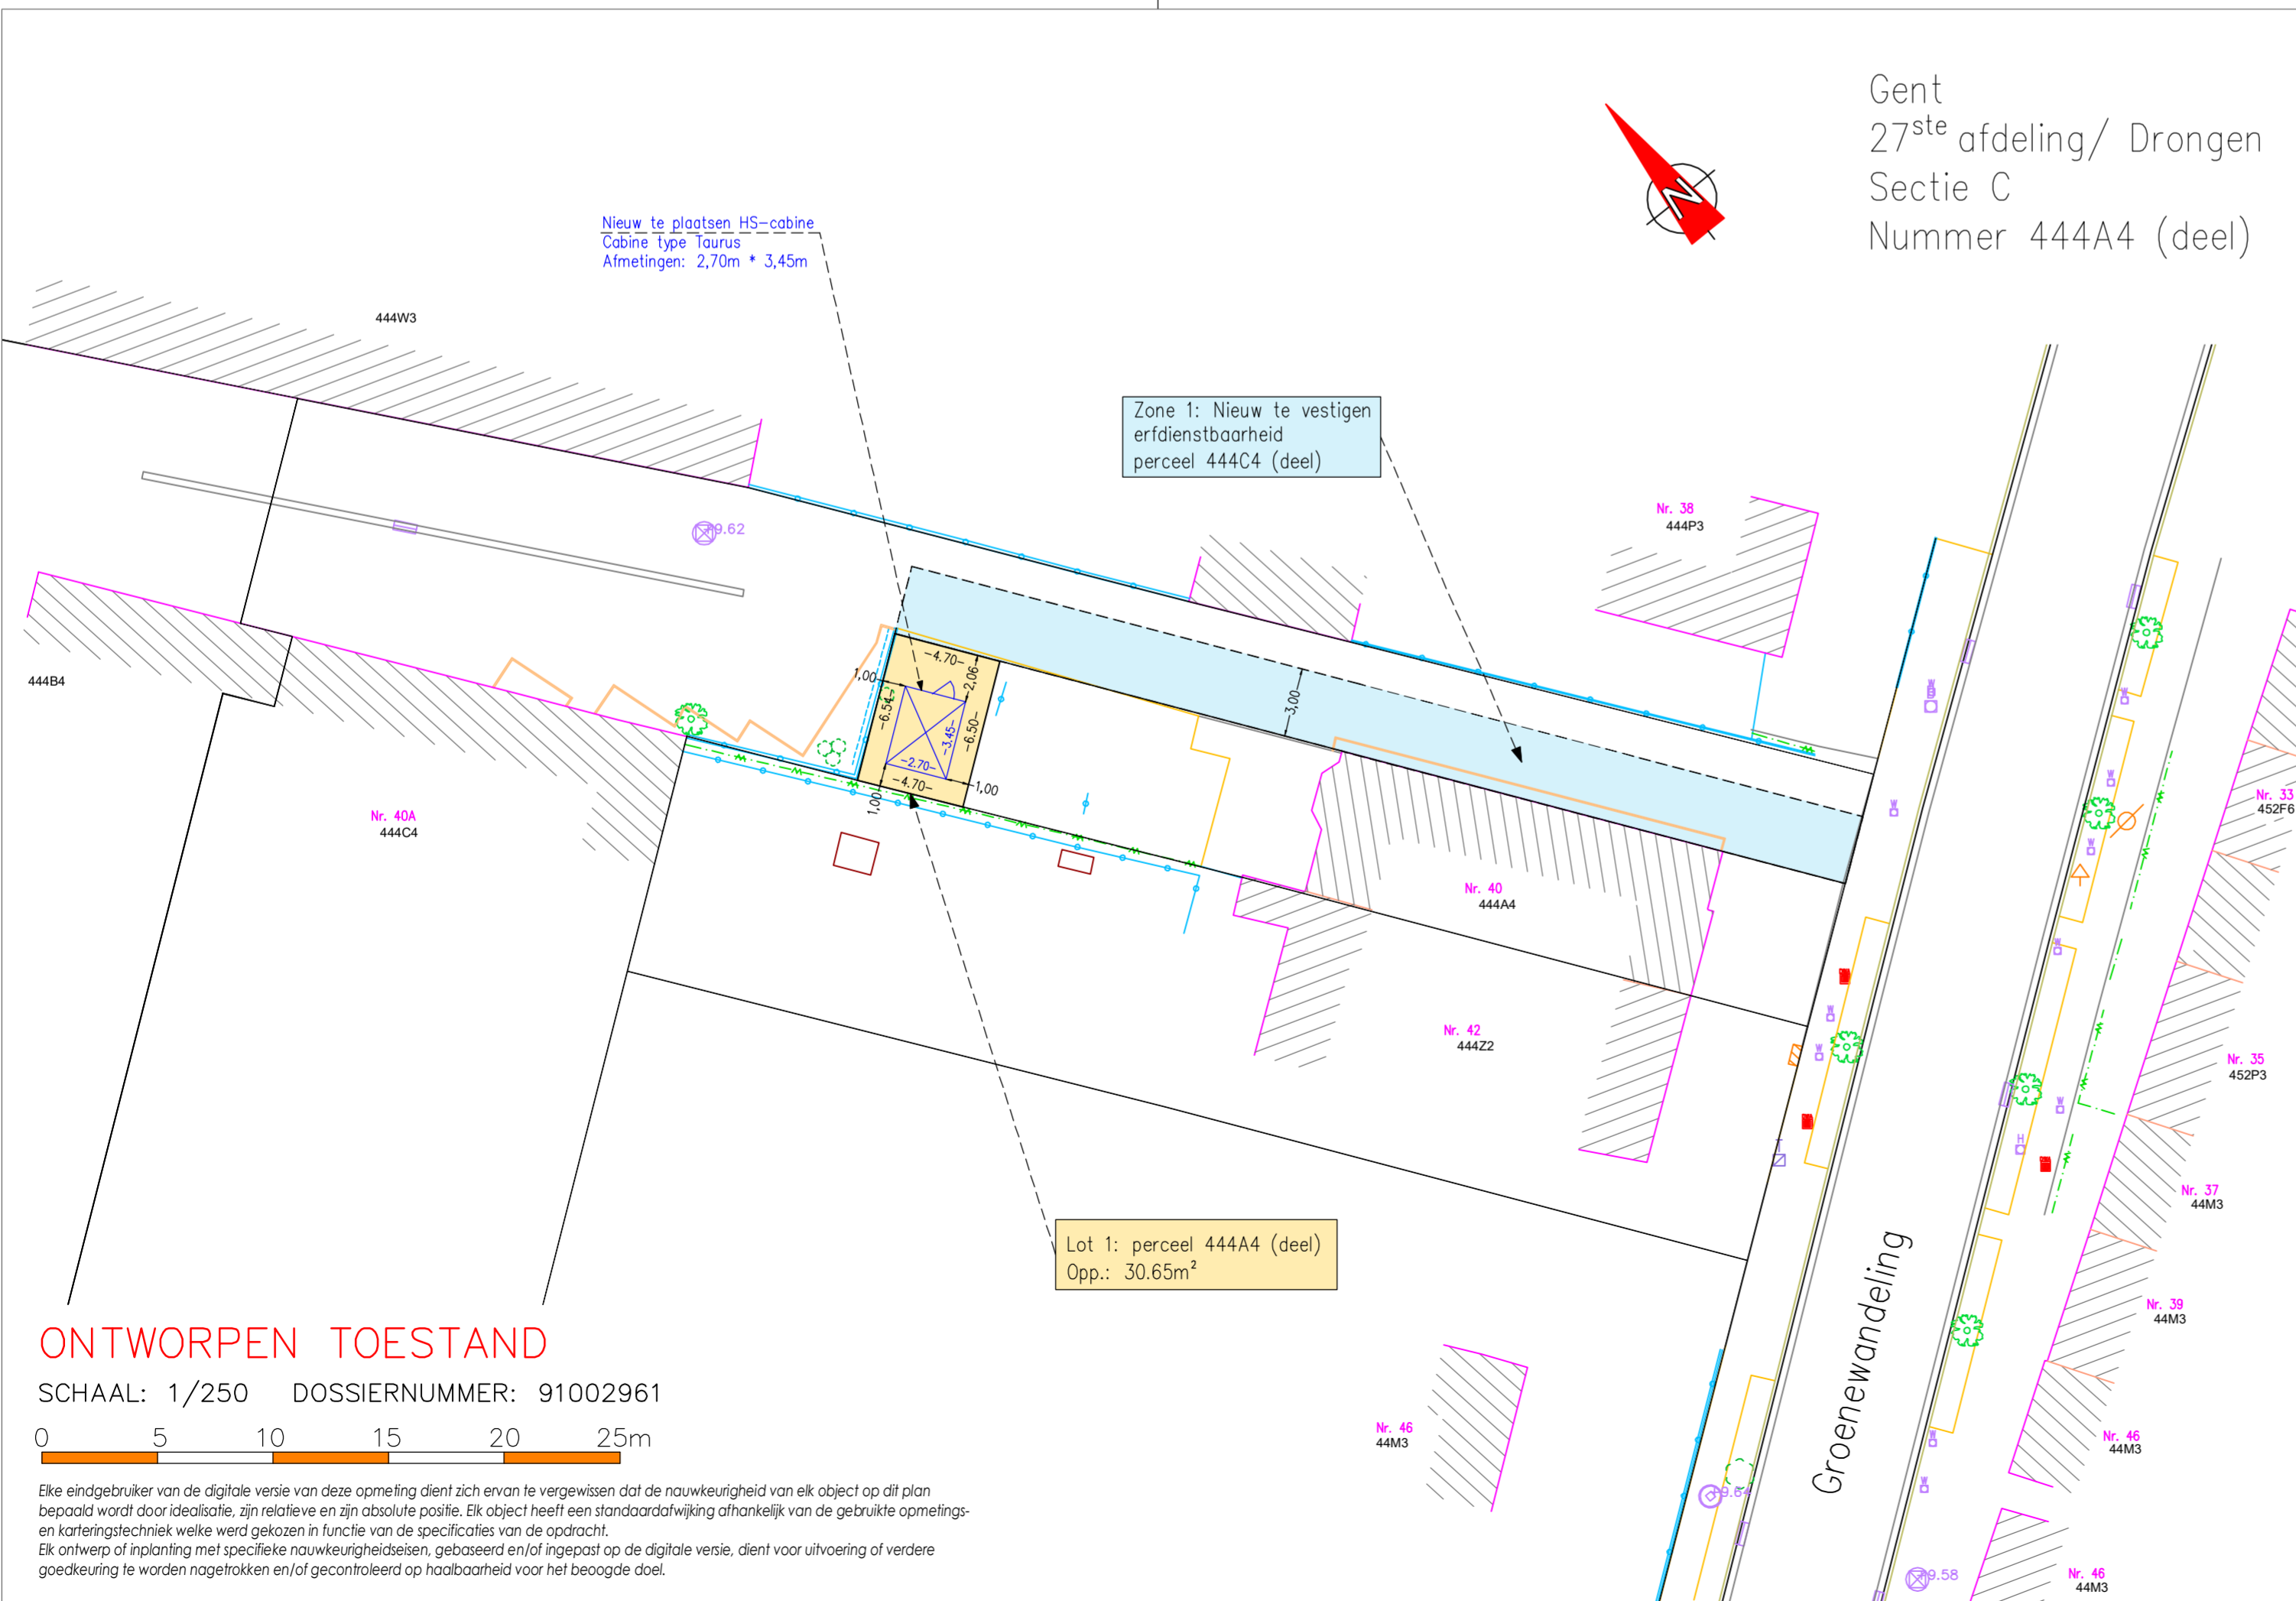 Gent
27ste afdeling/ Drongen
Sectie C
Nummer 444A4 (deel)
N
Nieuw te plaatsen HS-cabine
Cabine type Taurus
Afmetingen: 2,70m * 3,45m
444W3
Zone 1: Nieuw te vestigen
erfdienstbaarheid
perceel 444C4 (deel)
Nr. 38
444P3
+9.62
444B4
-4.70-
1,00
2,06
-6.54-
-6.50-
-3.45-
-2.70-
-4.70-
1,00
1,00
3,00
Nr. 40A
444C4
Nr. 40
444A4
Nr. 42
444Z2
Nr. 33
452F6
Nr. 35
452P3
Nr. 37
44M3
Nr. 39
44M3
Nr. 46
44M3
Nr. 46
44M3
Nr. 46
44M3
W
W
W
W
W
W
W
W
W
W
H
T
Groenewandeling
+9.64
+9.58
Lot 1: perceel 444A4 (deel)
Opp.: 30.65m²
ONTWORPEN TOESTAND
SCHAAL: 1/250 DOSSIERNUMMER: 91002961
0 5 10 15 20 25m
Elke eindgebruiker van de digitale versie van deze opmeting dient zich ervan te vergewissen dat de nauwkeurigheid van elk object op dit plan
bepaald wordt door idealisatie, zijn relatieve en zijn absolute positie. Elk object heeft een standaardafwijking afhankelijk van de gebruikte opmetings-
en karteringstechniek welke werd gekozen in functie van de specificaties van de opdracht.
Elk ontwerp of inplanting met specifieke nauwkeurigheidseisen, gebaseerd en/of ingepast op de digitale versie, dient voor uitvoering of verdere
goedkeuring te worden nagetrokken en/of gecontroleerd op haalbaarheid voor het beoogde doel.